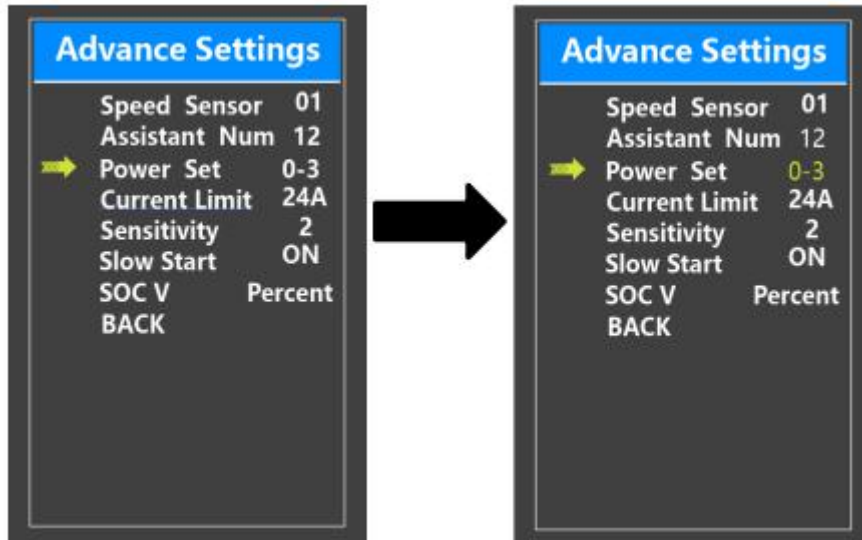 Advance Settings
Speed Sensor 01
Assistant Num 12
Power Set 0-3
Current Limit 24A
Sensitivity 2
Slow Start ON
SOC V Percent
BACK
Advance Settings
Speed Sensor 01
Assistant Num 12
Power Set 0-3
Current Limit 24A
Sensitivity 2
Slow Start ON
SOC V Percent
BACK